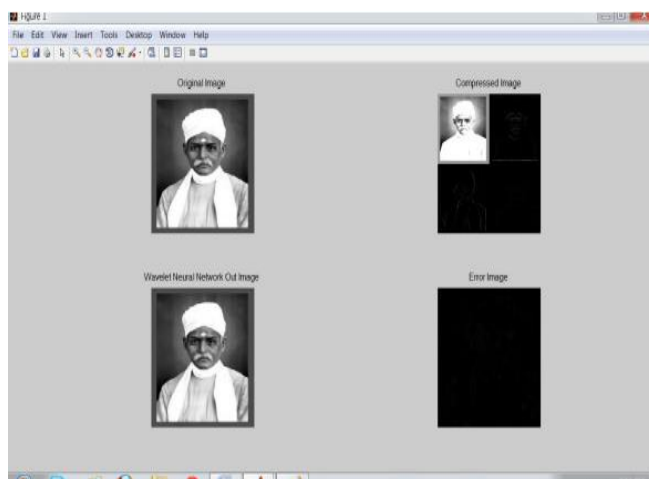 Figure 1
File Edit View Insert Tools Desktop Window Help
Original Image
Compressed Image
Wavelet Neural Network Out Image
Error Image